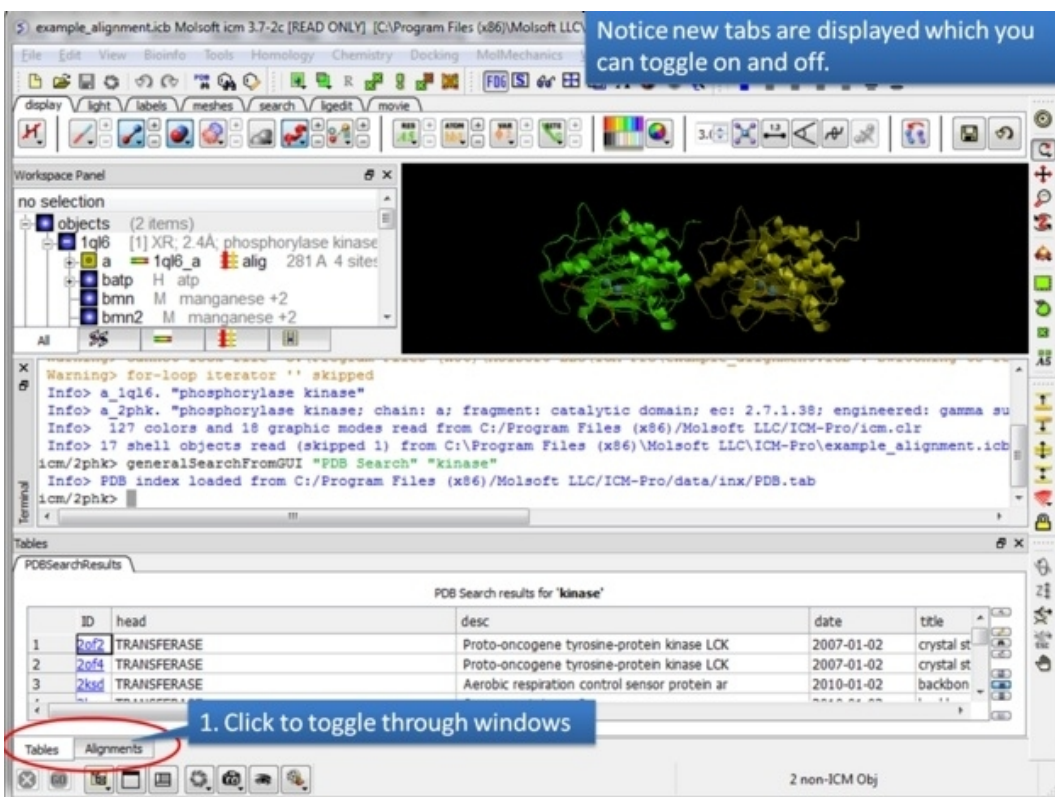 example_alignment.icb Molsoft icm 3.7-2c [READ ONLY] [C:\Program Files (x86)\Molsoft LLC\
Notice new tabs are displayed which you
can toggle on and off.
File Edit View Bioinfo Tools Homology Chemistry Docking MolMechanics
display light labels meshes search ligedit movie
Workspace Panel
no selection
objects (2 items)
1ql6 [1] XR; 2.4Å; phosphorylase kinase
a 1ql6_a alig 281 A 4 sites
batp H atp
bmn M manganese +2
bmn2 M manganese +2
All
Warning> for-loop iterator '' skipped
Info> a_1ql6. "phosphorylase kinase"
Info> a_2phk. "phosphorylase kinase; chain: a; fragment: catalytic domain; ec: 2.7.1.38; engineered: gamma su
Info> 127 colors and 18 graphic modes read from C:/Program Files (x86)/Molsoft LLC/ICM-Pro/icm.clr
Info> 17 shell objects read (skipped 1) from C:\Program Files (x86)\Molsoft LLC\ICM-Pro\example_alignment.icb
icm/2phk> generalSearchFromGUI "PDB Search" "kinase"
Info> PDB index loaded from C:/Program Files (x86)/Molsoft LLC/ICM-Pro/data/inx/PDB.tab
icm/2phk>
Terminal
Tables
PDBSearchResults
PDB Search results for 'kinase'
ID head desc date title
1 2of2 TRANSFERASE Proto-oncogene tyrosine-protein kinase LCK 2007-01-02 crystal st
2 2of4 TRANSFERASE Proto-oncogene tyrosine-protein kinase LCK 2007-01-02 crystal st
3 2ksd TRANSFERASE Aerobic respiration control sensor protein ar 2010-01-02 backbon
1. Click to toggle through windows
Tables Alignments
2 non-ICM Obj